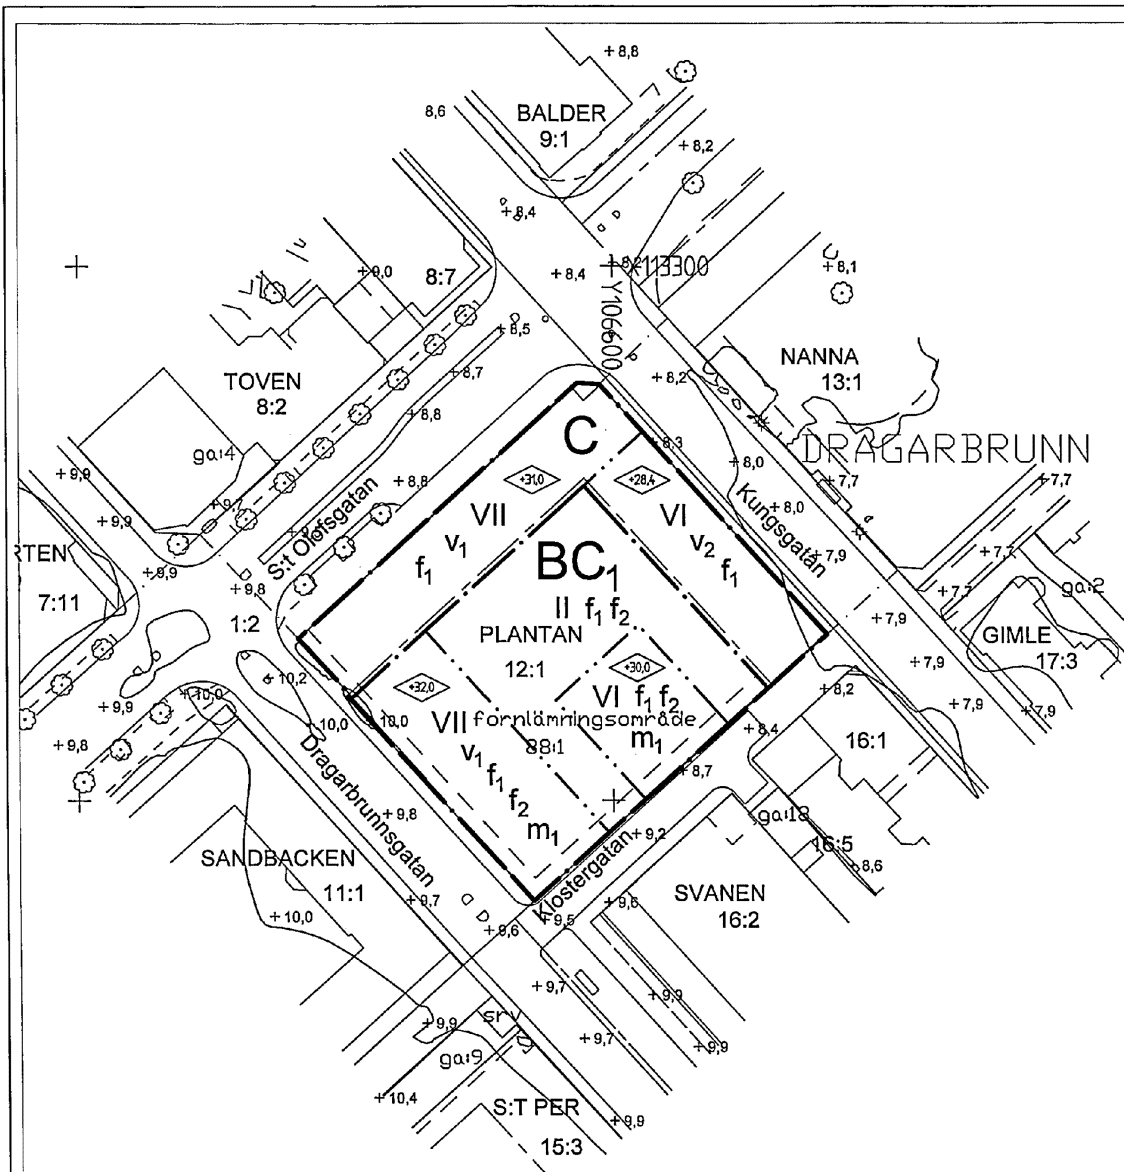 +8,8
BALDER
9:1
8,6
+8,2
+8,4
+9,0
8:7
+8,4
X113300
Y106600
+8,1
+8,5
TOVEN
8:2
+8,7
+8,2
NANNA
13:1
+8,8
C
+8,3
DRAGARBRUNN
ga:4
+9,9
+8,8
+31,0
+28,4
+8,0
+7,7
+7,7
S:t Olofsgatan
VII
VI
Kungsgatan
+8,0
+9,9
v1
v2
f1
f1
BC1
+7,9
+7,7
+9,9
+9,8
+7,7
ga:2
7:11
1:2
II f1 f2
PLANTAN
12:1
+7,9
GIMLE
17:3
+10,2
+32,0
+30,0
+7,9
+10,0
+9,9
+10,0
10,0
VII
VI f1 f2
+8,2
+7,9
+7,9
fornlämningsområde
88:1
m1
+8,4
16:1
+9,8
v1
f1
f2
m1
+8,7
Dragarbrunnsgatan
+9,8
+9,2
ga:18
16:5
8,6
SANDBACKEN
11:1
Klostergatan
SVANEN
16:2
+9,7
+10,0
+9,6
+9,5
+9,6
+9,7
+9,9
+9,9
srv
+9,7
+9,9
ga:9
+10,4
S:T PER
15:3
+9,9